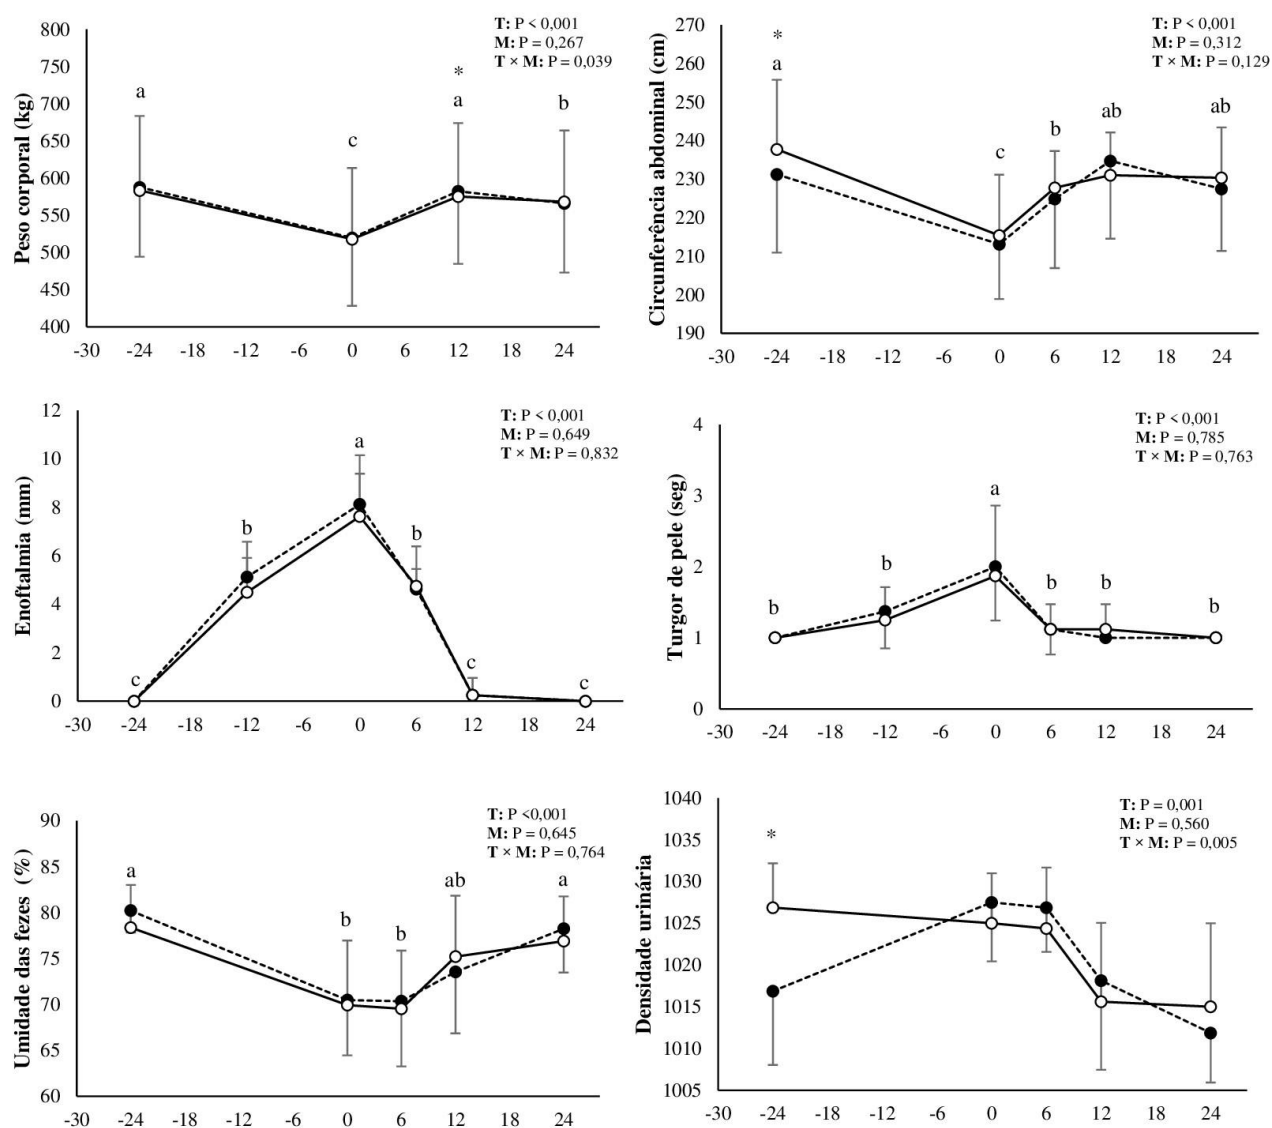 T: P < 0,001
M: P = 0,267
T × M: P = 0,039
Peso corporal (kg)
800
750
700
650
600
550
500
450
400
a
c
*
a
b
-30 -24 -18 -12 -6 0 6 12 18 24
T: P < 0,001
M: P = 0,312
T × M: P = 0,129
Circunferência abdominal (cm)
270
260
250
240
230
220
210
200
190
*
a
c
b
ab
ab
-30 -24 -18 -12 -6 0 6 12 18 24
T: P < 0,001
M: P = 0,649
T × M: P = 0,832
Enoftalmia (mm)
12
10
8
6
4
2
0
c
b
a
b
c
c
-30 -24 -18 -12 -6 0 6 12 18 24
T: P < 0,001
M: P = 0,785
T × M: P = 0,763
Turgor de pele (seg)
4
3
2
1
0
b
b
a
b
b
b
-30 -24 -18 -12 -6 0 6 12 18 24
T: P <0,001
M: P = 0,645
T × M: P = 0,764
Umidade das fezes (%)
90
85
80
75
70
65
60
a
b
b
ab
a
-30 -24 -18 -12 -6 0 6 12 18 24
T: P = 0,001
M: P = 0,560
T × M: P = 0,005
Densidade urinária
1040
1035
1030
1025
1020
1015
1010
1005
*
-30 -24 -18 -12 -6 0 6 12 18 24